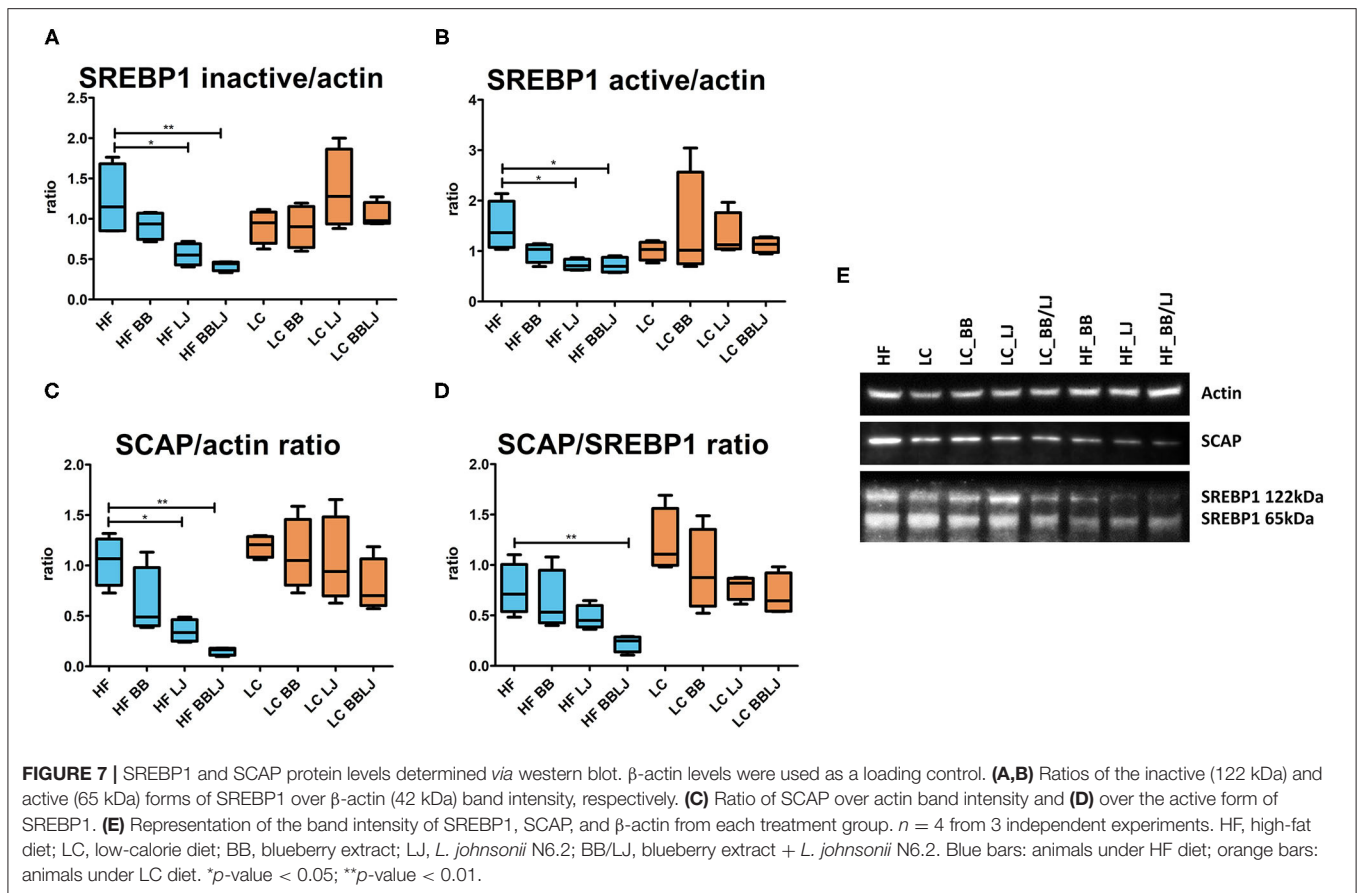 A
SREBP1 inactive/actin
ratio
2.5
2.0
1.5
1.0
0.5
0.0
**
*
HF
HF BB
HF LJ
HF BBLJ
LC
LC BB
LC LJ
LC BBLJ
B
SREBP1 active/actin
ratio
4
3
2
1
0
*
*
HF
HF BB
HF LJ
HF BBLJ
LC
LC BB
LC LJ
LC BBLJ
C
SCAP/actin ratio
ratio
2.0
1.5
1.0
0.5
0.0
**
*
HF
HF BB
HF LJ
HF BBLJ
LC
LC BB
LC LJ
LC BBLJ
D
SCAP/SREBP1 ratio
ratio
2.0
1.5
1.0
0.5
0.0
**
HF
HF BB
HF LJ
HF BBLJ
LC
LC BB
LC LJ
LC BBLJ
E
HF
LC
LC_BB
LC_LJ
LC_BB/LJ
HF_BB
HF_LJ
HF_BB/LJ
Actin
SCAP
SREBP1 122kDa
SREBP1 65kDa
FIGURE 7 | SREBP1 and SCAP protein levels determined via western blot. β-actin levels were used as a loading control. (A,B) Ratios of the inactive (122 kDa) and
active (65 kDa) forms of SREBP1 over β-actin (42 kDa) band intensity, respectively. (C) Ratio of SCAP over actin band intensity and (D) over the active form of
SREBP1. (E) Representation of the band intensity of SREBP1, SCAP, and β-actin from each treatment group. n = 4 from 3 independent experiments. HF, high-fat
diet; LC, low-calorie diet; BB, blueberry extract; LJ, L. johnsonii N6.2; BB/LJ, blueberry extract + L. johnsonii N6.2. Blue bars: animals under HF diet; orange bars:
animals under LC diet. *p-value < 0.05; **p-value < 0.01.